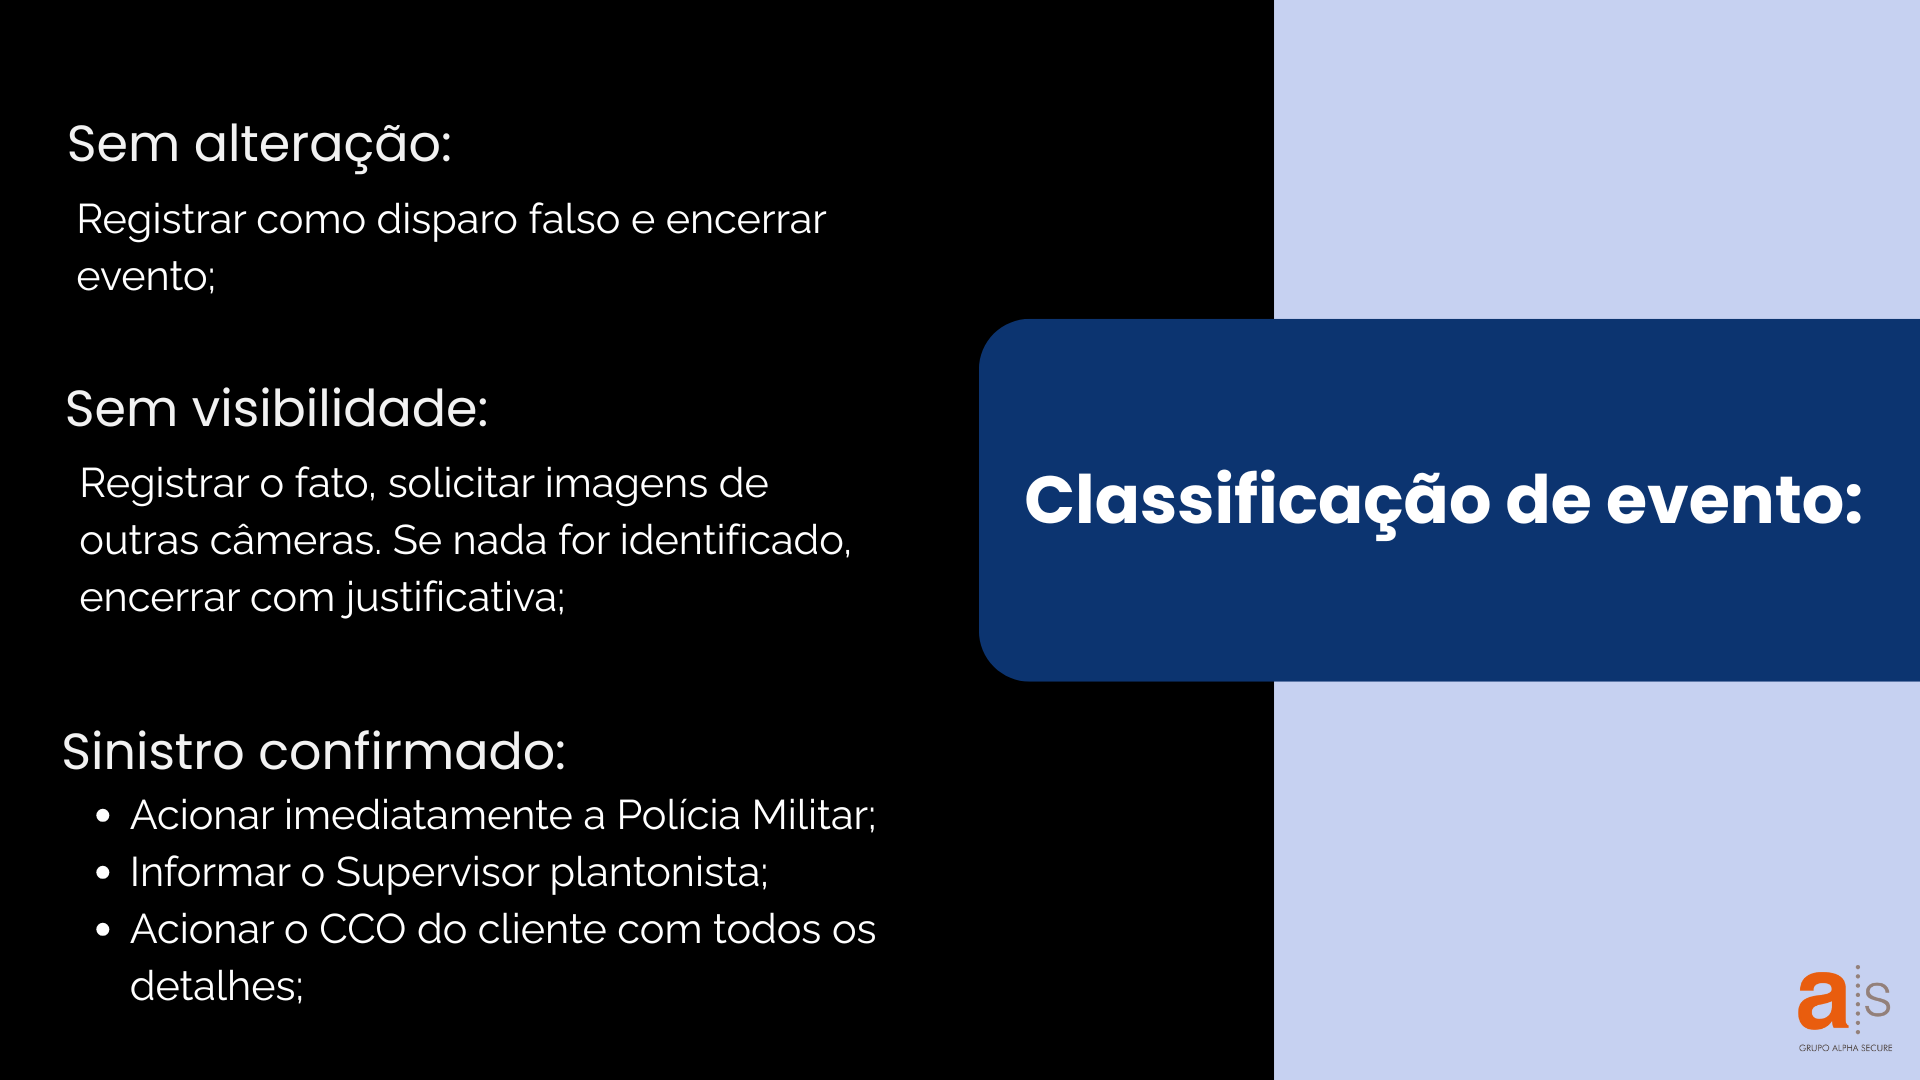 Sem alteração:
Registrar como disparo falso e encerrar
evento;
Sem visibilidade:
Registrar o fato, solicitar imagens de
outras câmeras. Se nada for identificado,
encerrar com justificativa;
Sinistro confirmado:
• Acionar imediatamente a Polícia Militar;
• Informar o Supervisor plantonista;
• Acionar o CCO do cliente com todos os
detalhes;
Classificação de evento:
a s
GRUPO ALPHA SECURE